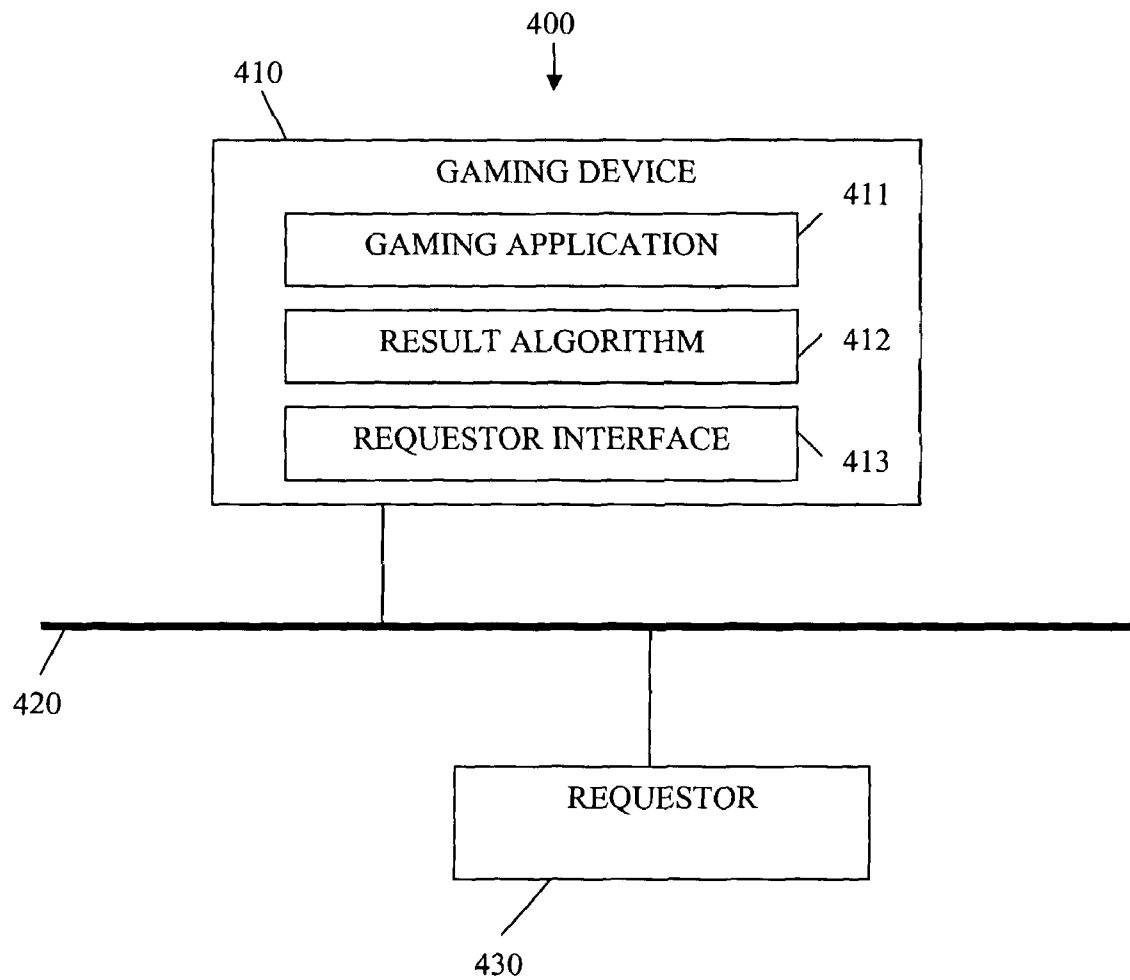 400
410
GAMING DEVICE
411
GAMING APPLICATION
RESULT ALGORITHM
412
REQUESTOR INTERFACE
413
420
REQUESTOR
430